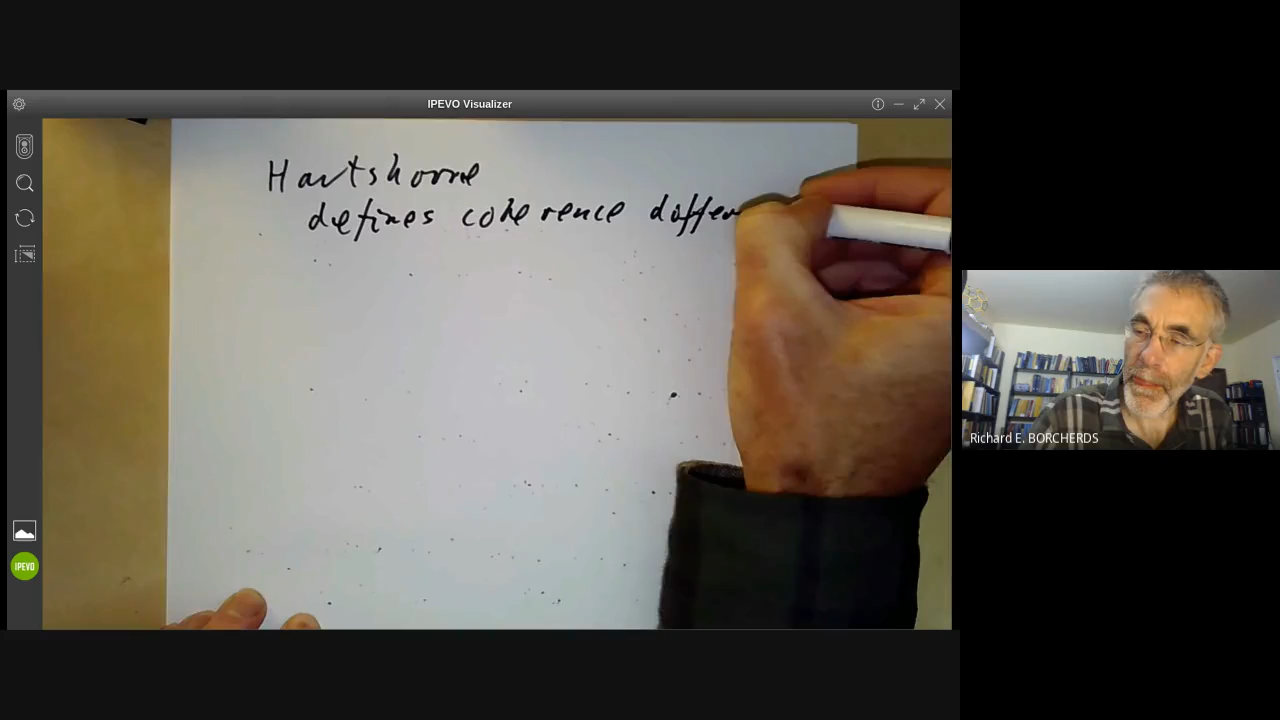 IPEVO Visualizer
Hartshorne
defines coherence differ
IPEVO
Richard E. BORCHERDS